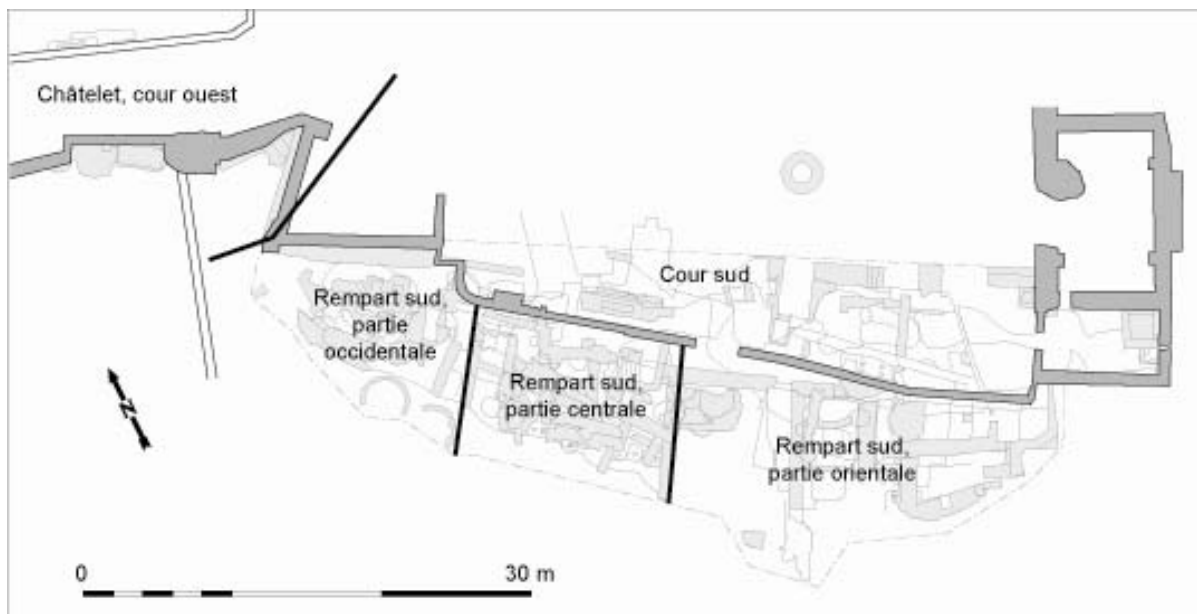 Châtelet, cour ouest
Cour sud
Rempart sud,
partie
occidentale
Rempart sud,
partie centrale
Rempart sud,
partie orientale
N
0
30 m